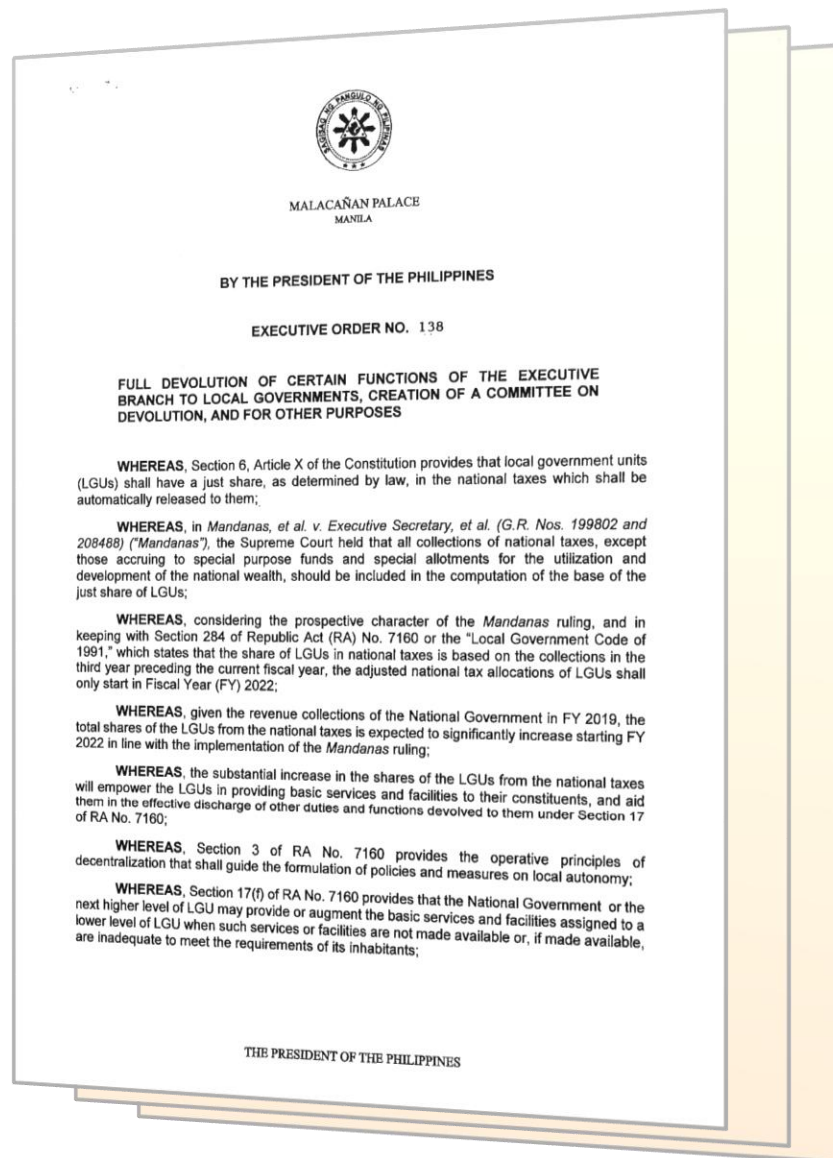 SAGISAG NG PANGULO NG PILIPINAS
MALACAÑAN PALACE
MANILA
BY THE PRESIDENT OF THE PHILIPPINES
EXECUTIVE ORDER NO. 138
FULL DEVOLUTION OF CERTAIN FUNCTIONS OF THE EXECUTIVE
BRANCH TO LOCAL GOVERNMENTS, CREATION OF A COMMITTEE ON
DEVOLUTION, AND FOR OTHER PURPOSES
WHEREAS, Section 6, Article X of the Constitution provides that local government units
(LGUs) shall have a just share, as determined by law, in the national taxes which shall be
automatically released to them;
WHEREAS, in Mandanas, et al. v. Executive Secretary, et al. (G.R. Nos. 199802 and
208488) ("Mandanas"), the Supreme Court held that all collections of national taxes, except
those accruing to special purpose funds and special allotments for the utilization and
development of the national wealth, should be included in the computation of the base of the
just share of LGUs;
WHEREAS, considering the prospective character of the Mandanas ruling, and in
keeping with Section 284 of Republic Act (RA) No. 7160 or the "Local Government Code of
1991," which states that the share of LGUs in national taxes is based on the collections in the
third year preceding the current fiscal year, the adjusted national tax allocations of LGUs shall
only start in Fiscal Year (FY) 2022;
WHEREAS, given the revenue collections of the National Government in FY 2019, the
total shares of the LGUs from the national taxes is expected to significantly increase starting FY
2022 in line with the implementation of the Mandanas ruling;
WHEREAS, the substantial increase in the shares of the LGUs from the national taxes
will empower the LGUs in providing basic services and facilities to their constituents, and aid
them in the effective discharge of other duties and functions devolved to them under Section 17
of RA No. 7160;
WHEREAS, Section 3 of RA No. 7160 provides the operative principles of
decentralization that shall guide the formulation of policies and measures on local autonomy;
WHEREAS, Section 17(f) of RA No. 7160 provides that the National Government or the
next higher level of LGU may provide or augment the basic services and facilities assigned to a
lower level of LGU when such services or facilities are not made available or, if made available,
are inadequate to meet the requirements of its inhabitants;
THE PRESIDENT OF THE PHILIPPINES